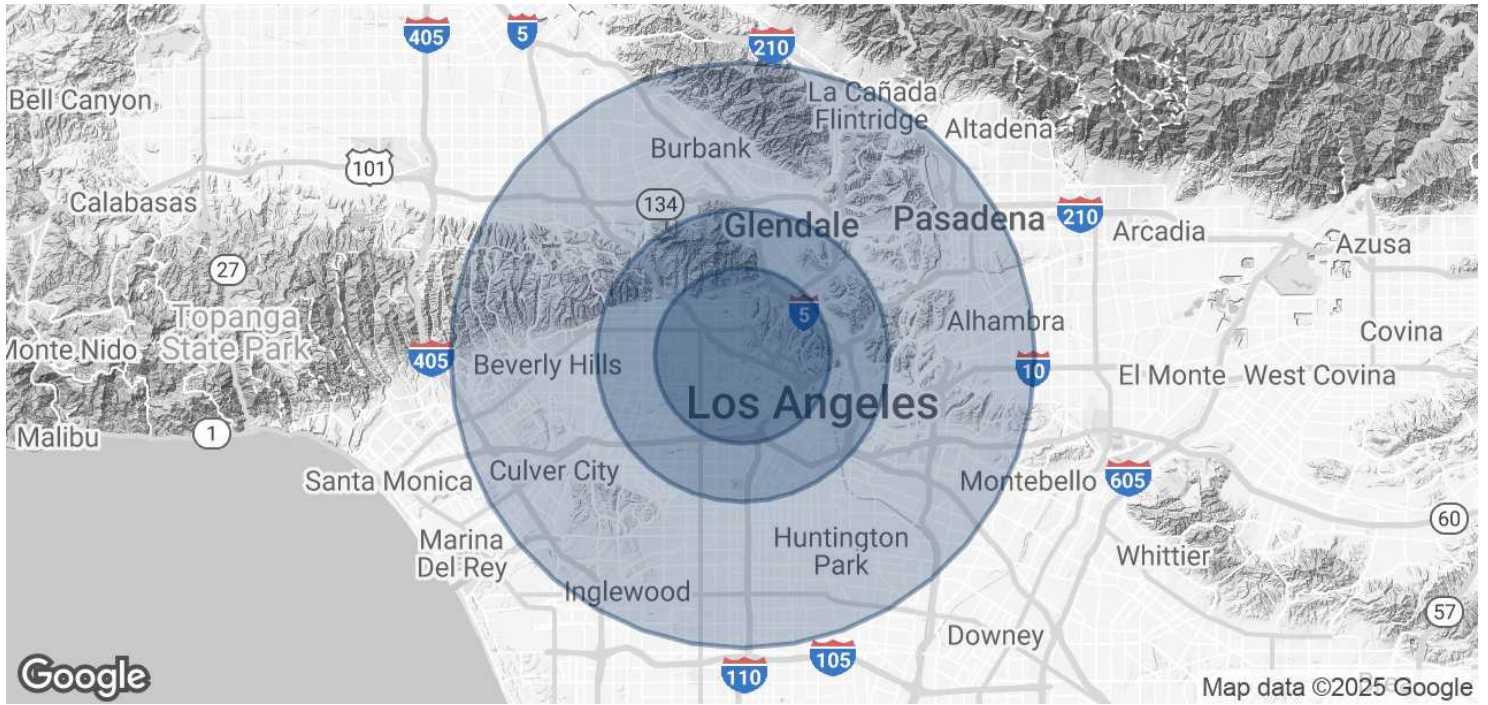 405
5
210
Bell Canyon
La Cañada
Flintridge
Altadena
Burbank
101
Calabasas
134
Glendale
Pasadena
210
Arcadia
Azusa
27
Topanga
State Park
5
Alhambra
Covina
Monte Nido
405
Beverly Hills
10
El Monte
West Covina
Los Angeles
Malibu
1
Santa Monica
Culver City
Montebello
605
60
Marina
Del Rey
Huntington
Park
Whittier
Inglewood
57
Downey
110
105
Google
Map data ©2025 Google